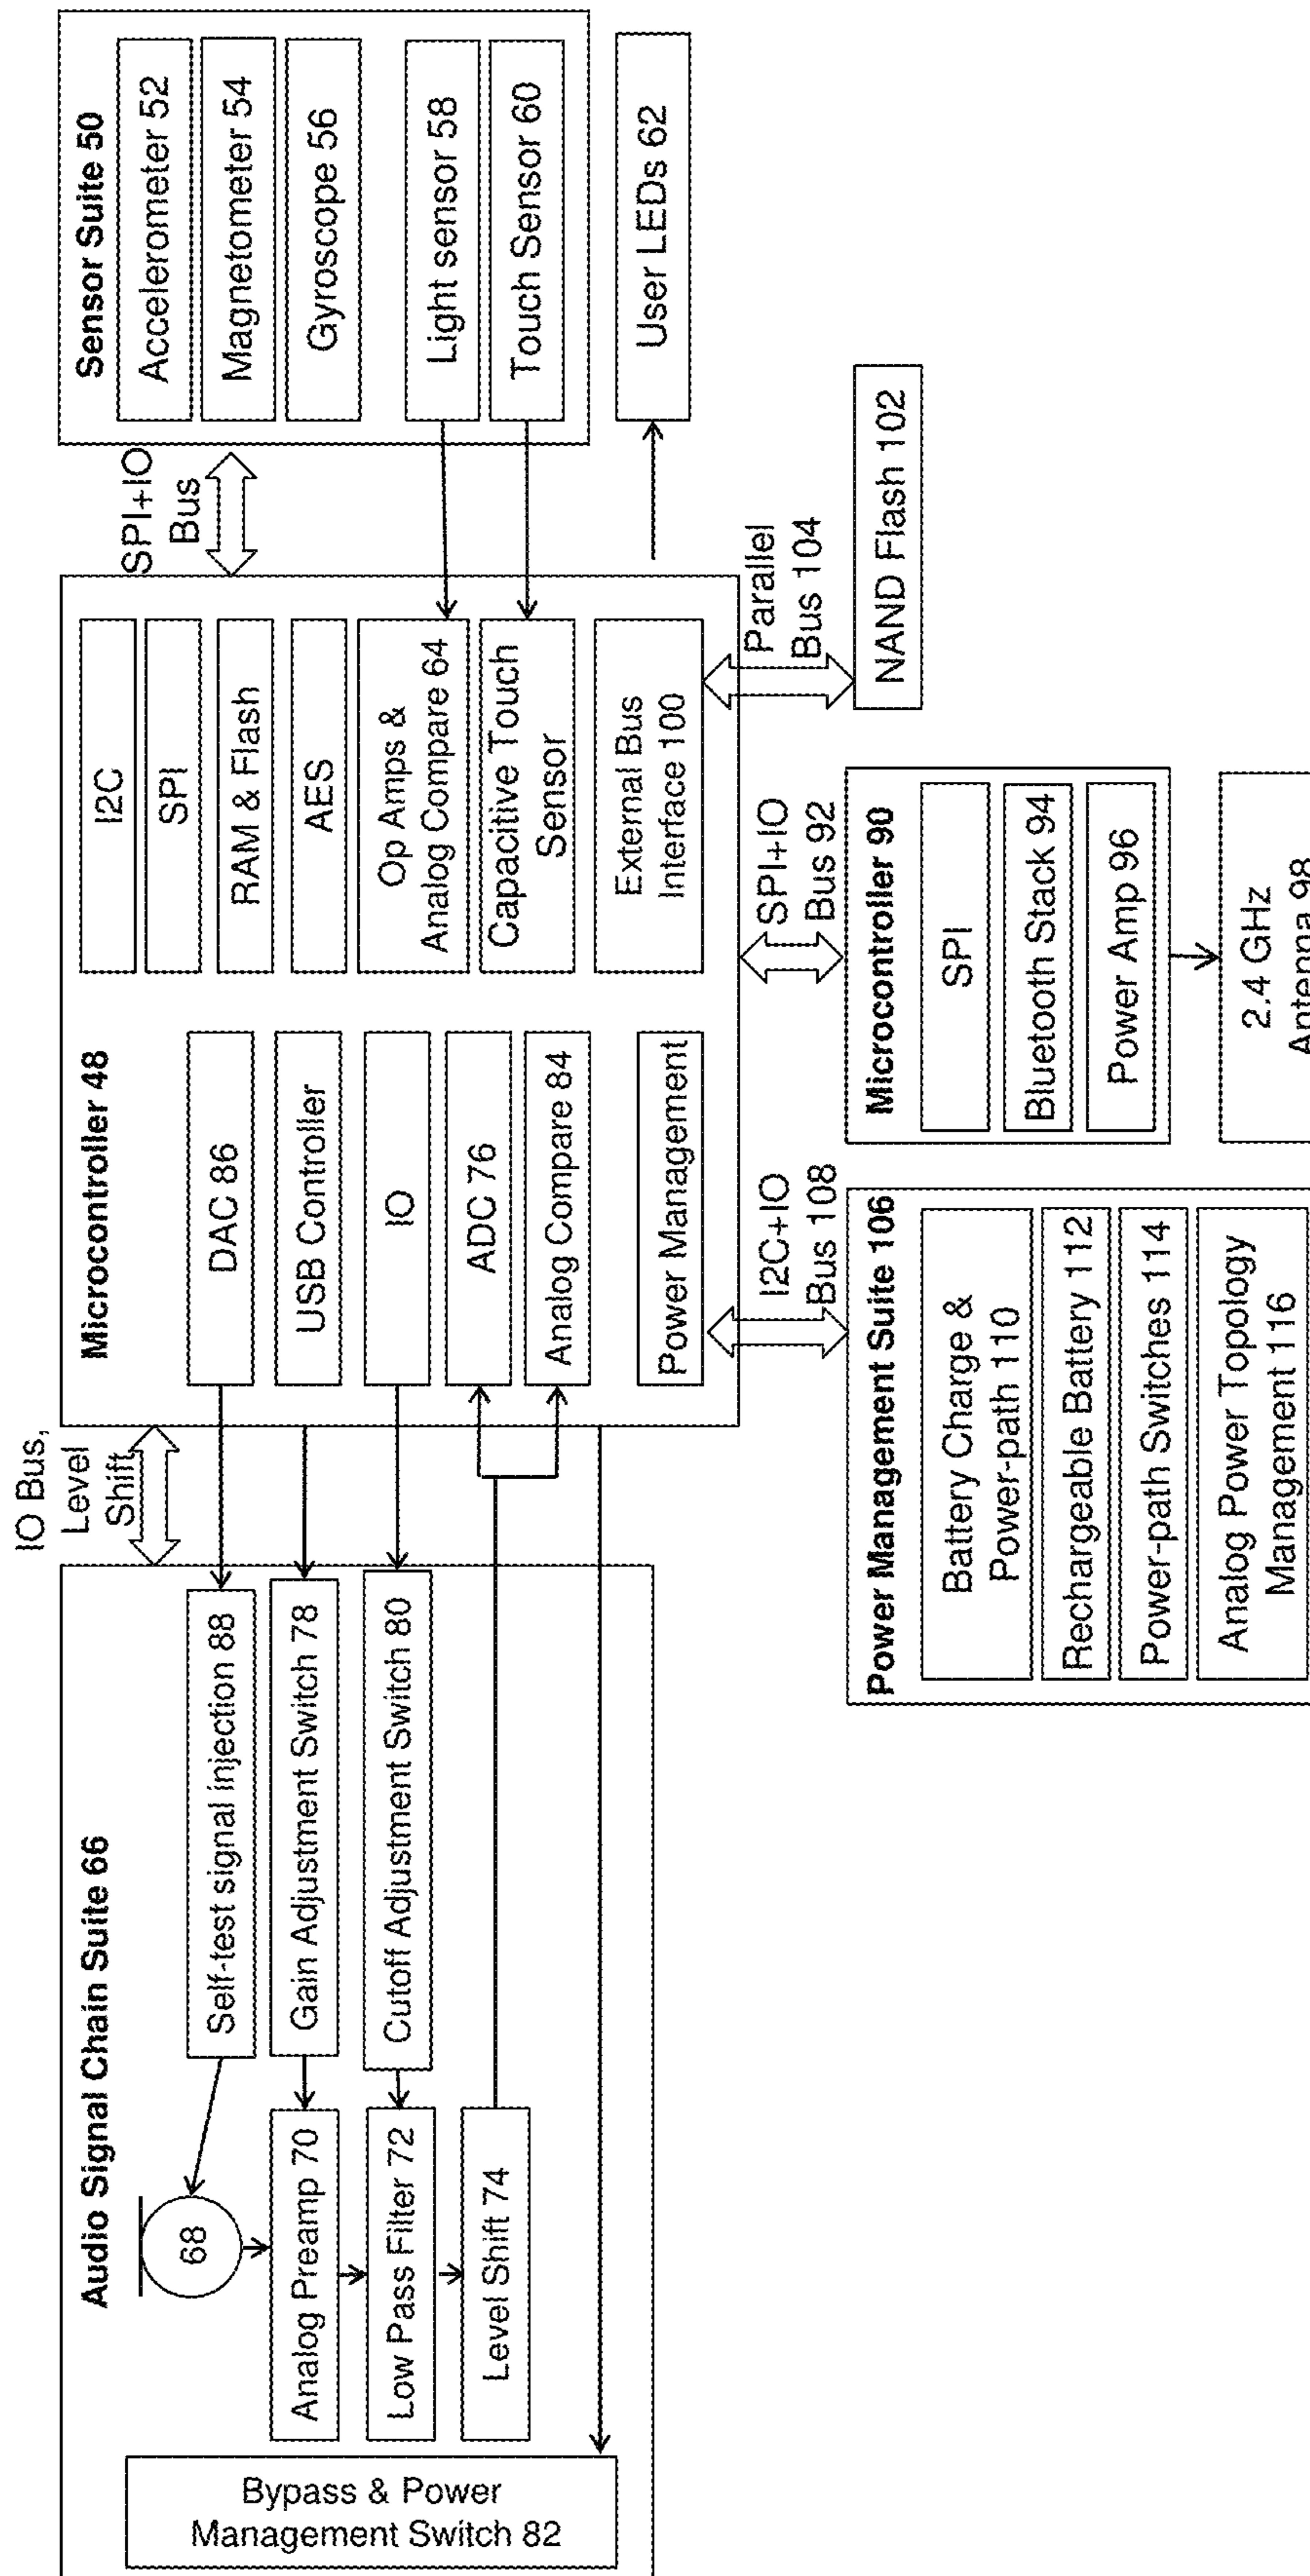 IO Bus,
Level
Shift
SPI+IO
Bus
Audio Signal Chain Suite 66
68
Self-test signal injection 88
Analog Preamp 70
Gain Adjustment Switch 78
Low Pass Filter 72
Cutoff Adjustment Switch 80
Level Shift 74
Bypass & Power
Management Switch 82
Microcontroller 48
DAC 86
USB Controller
IO
ADC 76
Analog Compare 84
Power Management
I2C
SPI
RAM & Flash
AES
Op Amps &
Analog Compare 64
Capacitive Touch
Sensor
External Bus
Interface 100
Sensor Suite 50
Accelerometer 52
Magnetometer 54
Gyroscope 56
Light sensor 58
Touch Sensor 60
User LEDs 62
I2C+IO
Bus 108
SPI+IO
Bus 92
Parallel
Bus 104
Power Management Suite 106
Battery Charge &
Power-path 110
Rechargeable Battery 112
Power-path Switches 114
Analog Power Topology
Management 116
Microcontroller 90
SPI
Bluetooth Stack 94
Power Amp 96
2.4 GHz
Antenna 98
NAND Flash 102